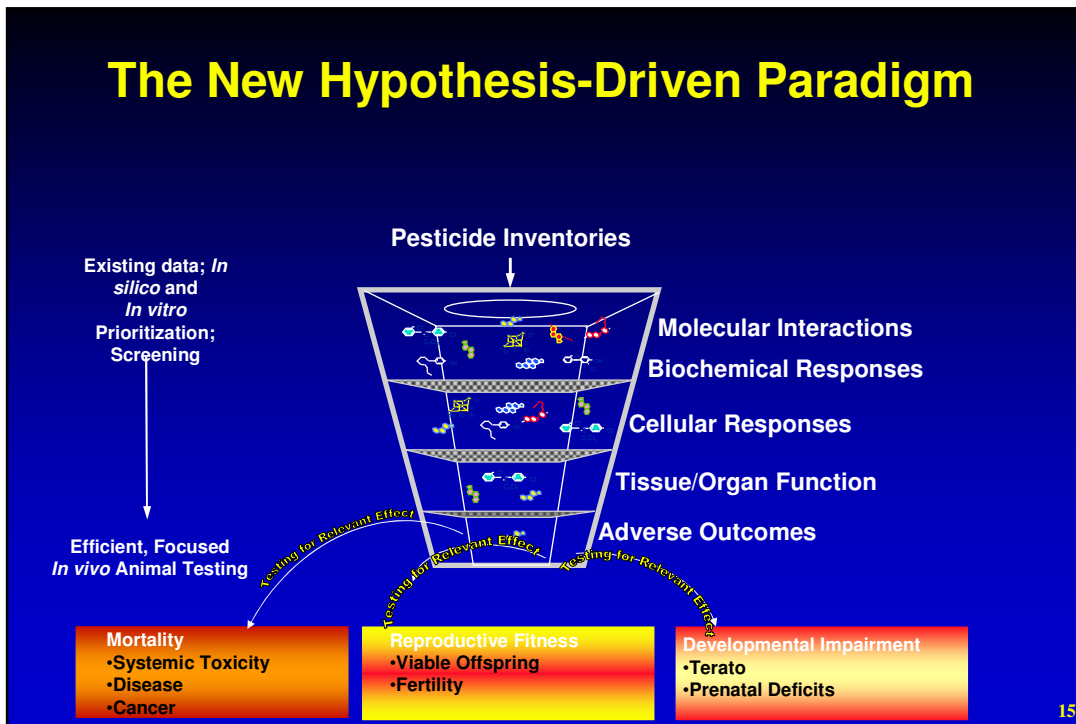 The New Hypothesis-Driven Paradigm
Pesticide Inventories
Existing data; In
silico and
In vitro
Prioritization;
Screening
Molecular Interactions
Biochemical Responses
Cellular Responses
Tissue/Organ Function
Adverse Outcomes
Efficient, Focused
In vivo Animal Testing
Testing for Relevant Effect
Testing for Relevant Effect
Testing for Relevant Effect
Mortality
•Systemic Toxicity
•Disease
•Cancer
Reproductive Fitness
•Viable Offspring
•Fertility
Developmental Impairment
•Terato
•Prenatal Deficits
15